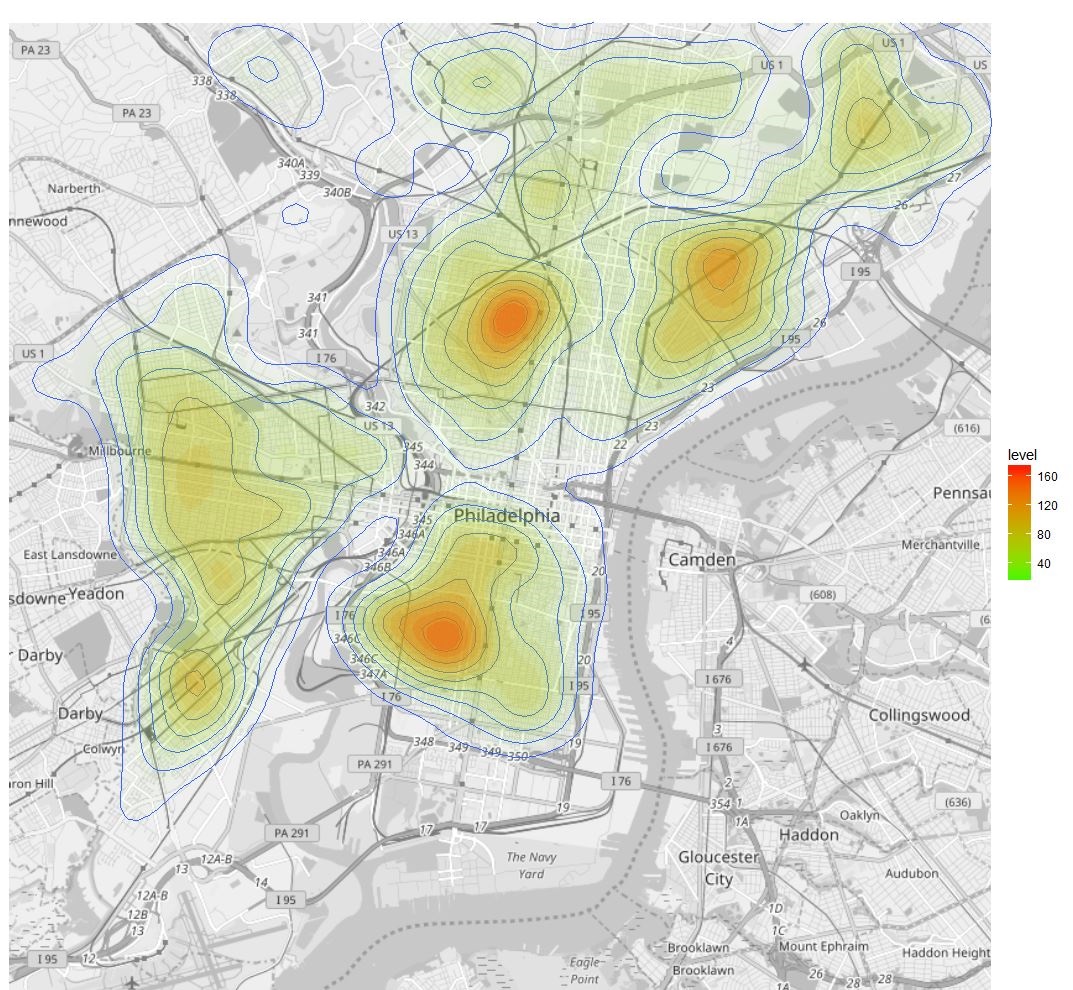 PA 23
US 1
US 1
US
338
338
PA 23
340A
339
340B
27
Narberth
26
nnewood
US 13
I 95
341
341
26
US 1
I 76
I 95
23
342
US 13
23
(616)
22
345
Millbourne
344
level
160
120
80
40
Pennsau
345
Philadelphia
346A
Merchantville
East Lansdowne
346A
Camden
346B
20
sdowne
Yeadon
(608)
I 76
I 95
(6
346C
4
r Darby
346C
20
347A
I 676
I 95
I 76
Darby
Collingswood
3
Colwyn
348
349
349
350
19
I 676
PA 291
I 76
2
aron Hill
354
1
(636)
19
Oaklyn
1A
17
17
PA 291
Haddon
12A-B
The Navy
Yard
Gloucester
City
13
Audubon
14
12A-B
I 95
12B
1D
13
1C
Mount Ephraim
Brooklawn
Haddon Height
I 95
12
Eagle
Point
Brooklawn
26
28
28
1A